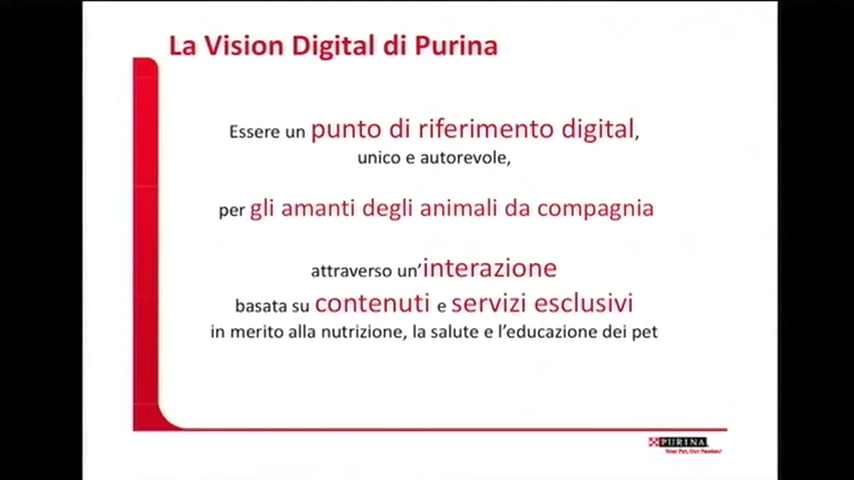 La Vision Digital di Purina
Essere un punto di riferimento digital,
unico e autorevole,
per gli amanti degli animali da compagnia
attraverso un'interazione
basata su contenuti e servizi esclusivi
in merito alla nutrizione, la salute e l'educazione dei pet
PURINA
Your Pet, Our Passion.